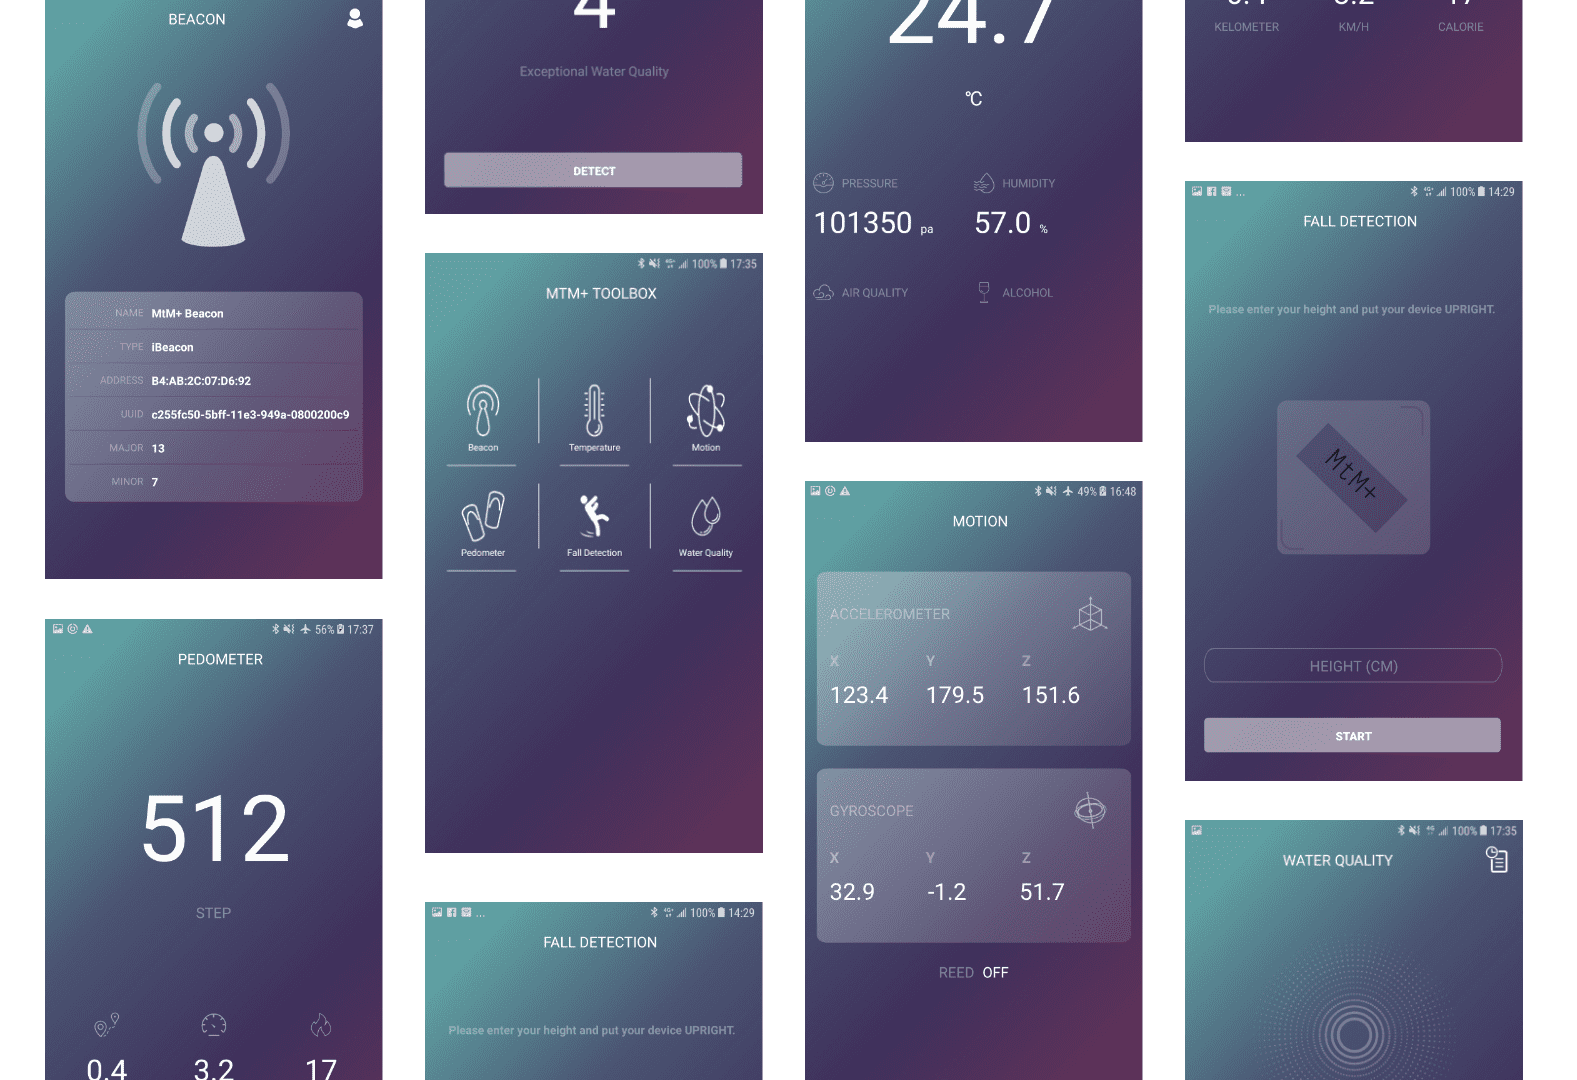 BEACON
NAME MtM+ Beacon
TYPE iBeacon
ADDRESS B4:AB:2C:07:D6:92
UUID c255fc50-5bff-11e3-949a-0800200c9
MAJOR 13
MINOR 7
56% 17:37
PEDOMETER
512
STEP
0.4 3.2 17
4
Exceptional Water Quality
DETECT
100% 17:35
MTM+ TOOLBOX
Beacon Temperature Motion
Pedometer Fall Detection Water Quality
... 100% 14:29
FALL DETECTION
Please enter your height and put your device UPRIGHT.
24.7
°C
PRESSURE HUMIDITY
101350 pa 57.0 %
AIR QUALITY ALCOHOL
49% 16:48
MOTION
ACCELEROMETER
X Y Z
123.4 179.5 151.6
GYROSCOPE
X Y Z
32.9 -1.2 51.7
REED OFF
KELOMETER KM/H CALORIE
... 100% 14:29
FALL DETECTION
Please enter your height and put your device UPRIGHT.
MtM+
HEIGHT (CM)
START
100% 17:35
WATER QUALITY